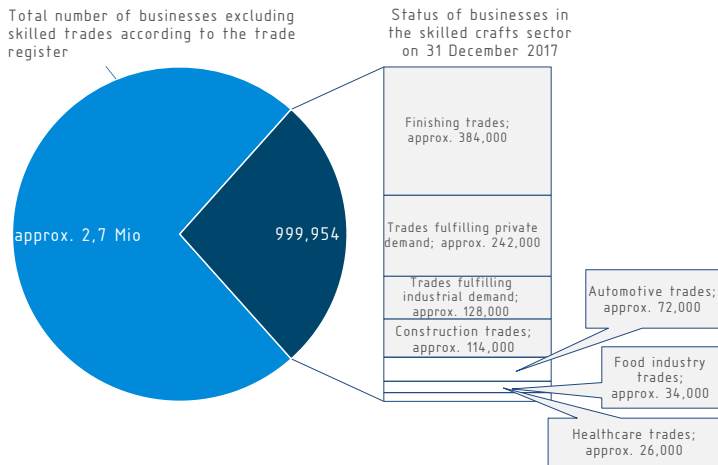 Total number of businesses excluding
skilled trades according to the trade
register
Status of businesses in
the skilled crafts sector
on 31 December 2017
approx. 2,7 Mio
999,954
Finishing trades;
approx. 384,000
Trades fulfilling private
demand; approx. 242,000
Trades fulfilling
industrial demand;
approx. 128,000
Construction trades;
approx. 114,000
Automotive trades;
approx. 72,000
Food industry
trades;
approx. 34,000
Healthcare trades;
approx. 26,000